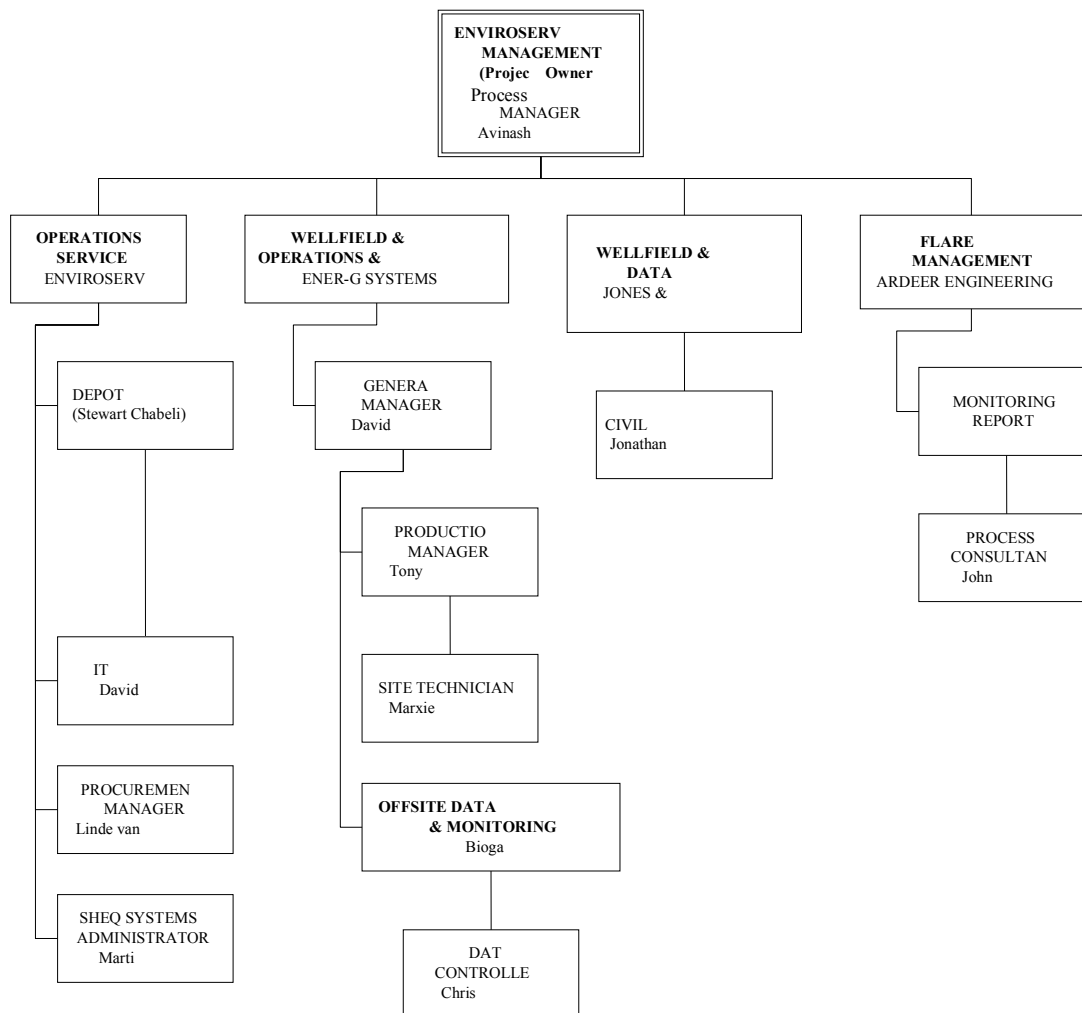 ENVIROSERV
MANAGEMENT
(Projec Owner
Process
MANAGER
Avinash
OPERATIONS
SERVICE
ENVIROSERV
WELLFIELD &
OPERATIONS &
ENER-G SYSTEMS
WELLFIELD &
DATA
JONES &
FLARE
MANAGEMENT
ARDEER ENGINEERING
DEPOT
(Stewart Chabeli)
GENERA
MANAGER
David
CIVIL
Jonathan
MONITORING
REPORT
PRODUCTIO
MANAGER
Tony
PROCESS
CONSULTAN
John
IT
David
SITE TECHNICIAN
Marxie
PROCUREMEN
MANAGER
Linde van
OFFSITE DATA
& MONITORING
Bioga
SHEQ SYSTEMS
ADMINISTRATOR
Marti
DAT
CONTROLLE
Chris